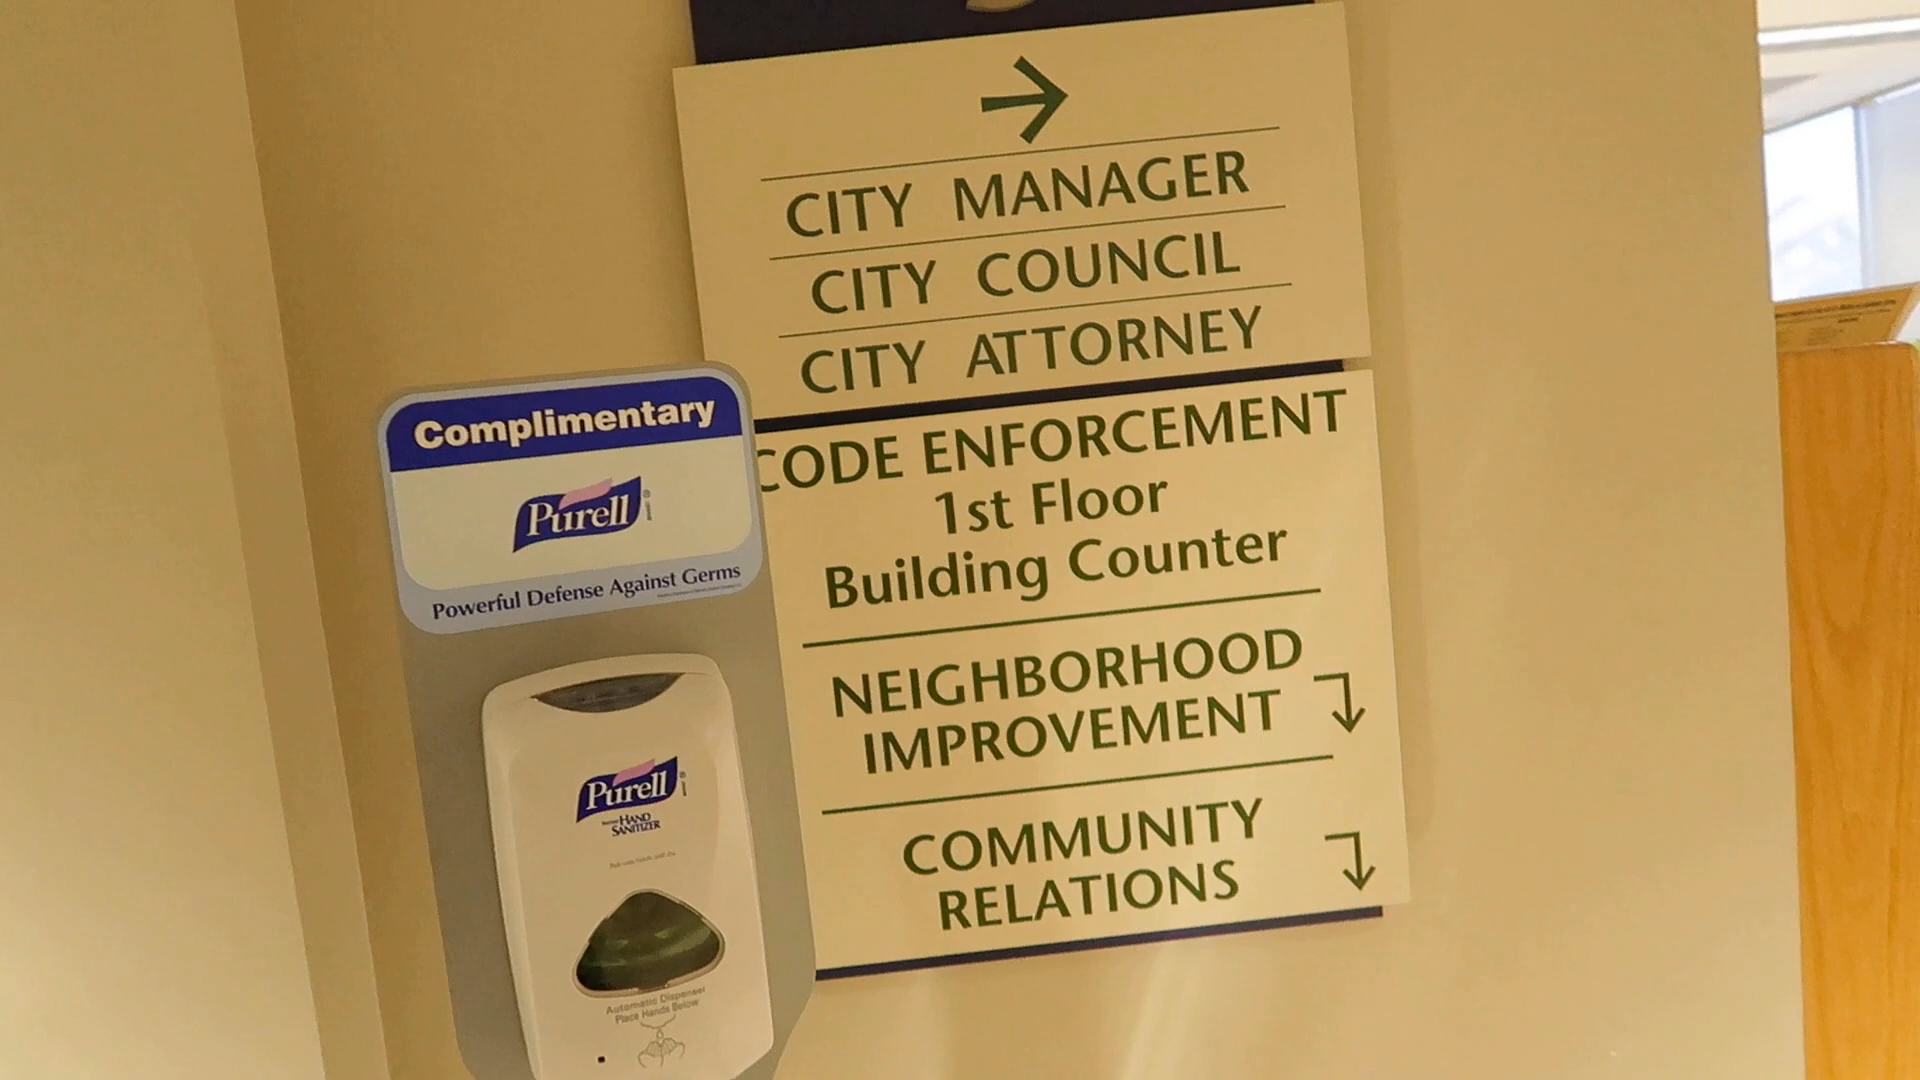 CITY MANAGER
CITY COUNCIL
CITY ATTORNEY
CODE ENFORCEMENT
1st Floor
Building Counter
NEIGHBORHOOD
IMPROVEMENT
COMMUNITY
RELATIONS
Complimentary
Purell
Powerful Defense Against Germs
Purell
HAND
SANITIZER
Automatic Dispenser
Place Hands Below